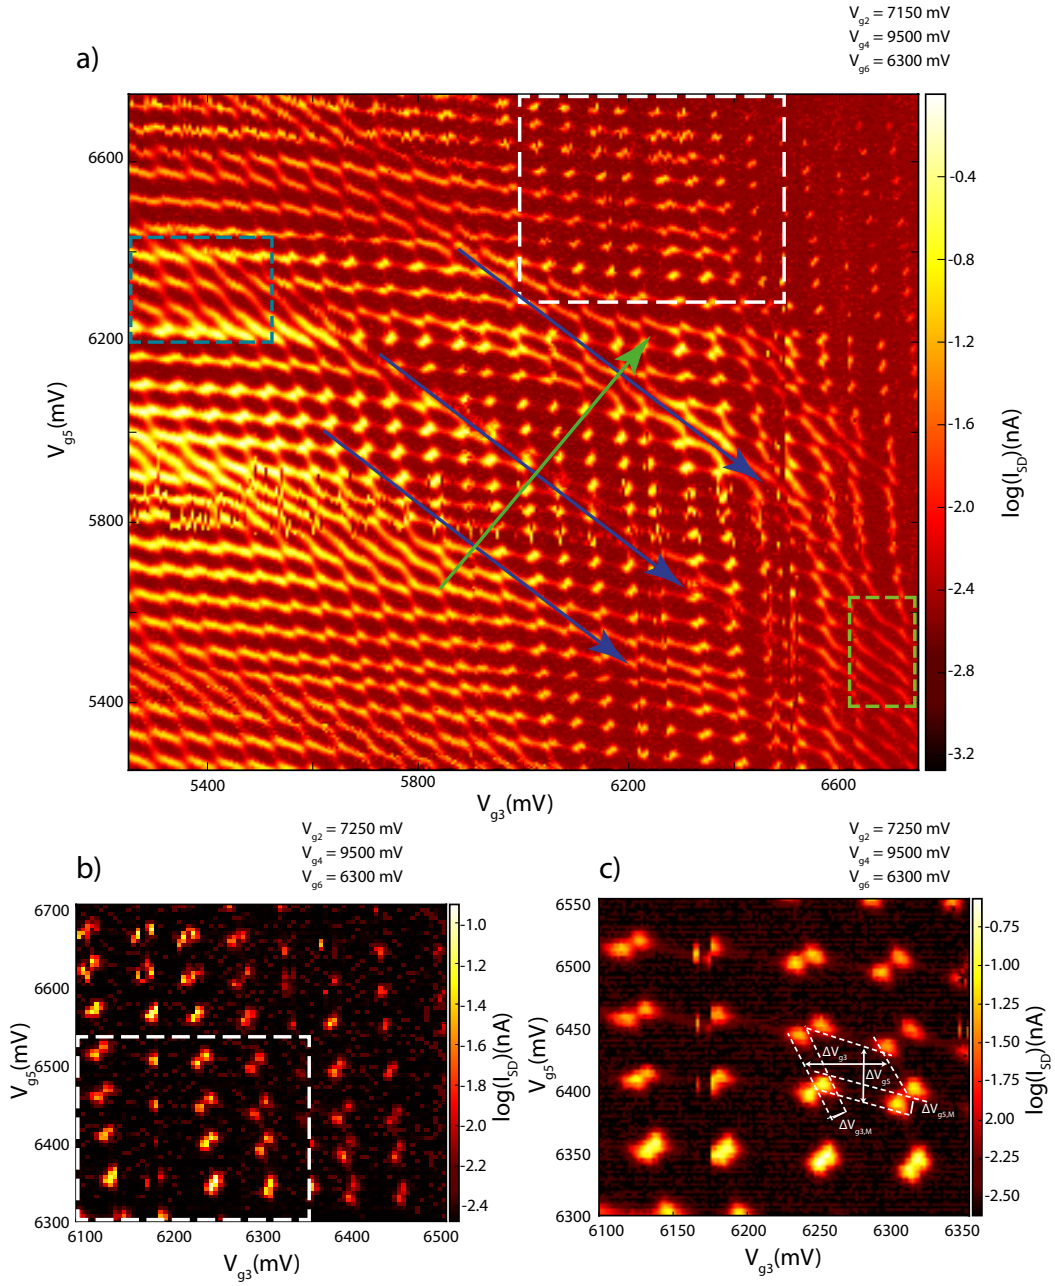 V_g2 = 7150 mV
V_g4 = 9500 mV
V_g6 = 6300 mV
a)
6600
6200
5800
5400
V_g5(mV)
5400
5800
6200
6600
V_g3(mV)
-0.4
-0.8
-1.2
-1.6
-2.0
-2.4
-2.8
-3.2
log(I_SD)(nA)
V_g2 = 7250 mV
V_g4 = 9500 mV
V_g6 = 6300 mV
b)
6700
6600
6500
6400
6300
V_g5(mV)
6100
6200
6300
6400
6500
V_g3(mV)
-1.0
-1.2
-1.4
-1.6
-1.8
-2.0
-2.2
-2.4
log(I_SD)(nA)
V_g2 = 7250 mV
V_g4 = 9500 mV
V_g6 = 6300 mV
c)
6550
6500
6450
6400
6350
6300
V_g5(mV)
ΔV_g3
ΔV_g5
ΔV_g5,M
ΔV_g3,M
6100
6150
6200
6250
6300
6350
V_g3(mV)
-0.75
-1.00
-1.25
-1.50
-1.75
2.00
-2.25
-2.50
log(I_SD)(nA)